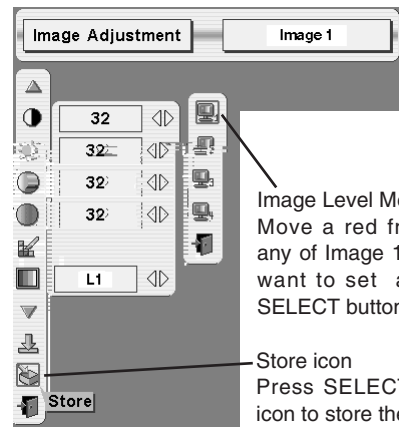 Image Adjustment
Image 1
32
32
32
32
L1
Store
Image Level Me
Move a red fr
any of Image 1
want to set a
SELECT button
Store icon
Press SELECT
icon to store the